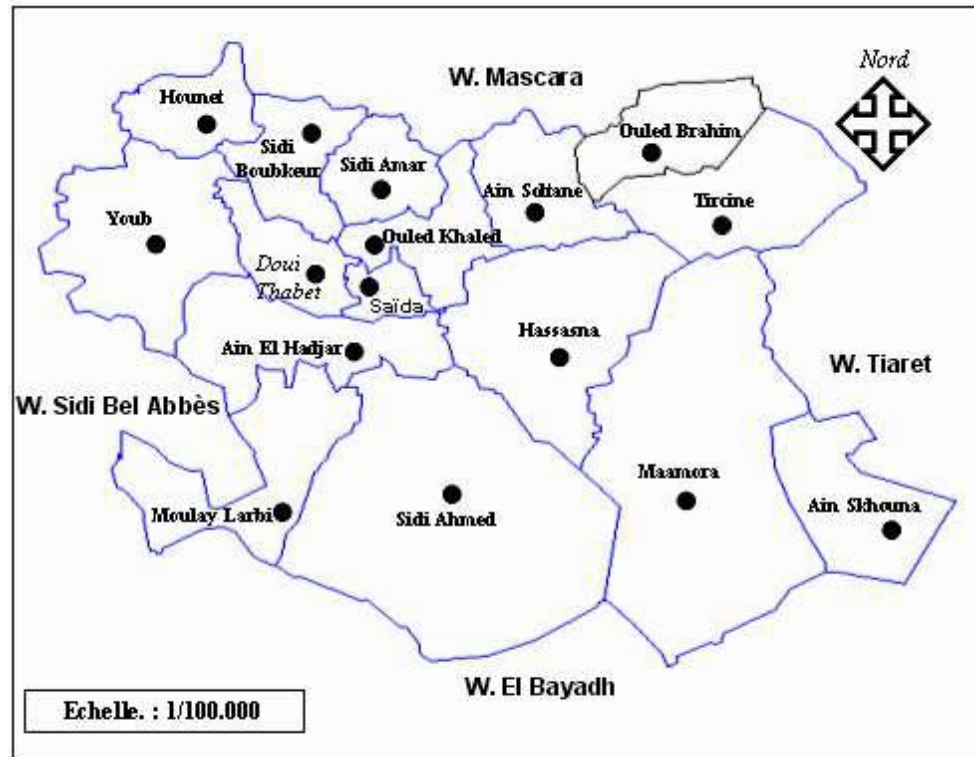 Nord
W. Mascara
Hounet
Ouled Brahim
Sidi
Boubkeur
Sidi Amar
Ain Soltane
Tircine
Youb
Ouled Khaled
Doui
Thabet
Saïda
Hassasna
Ain El Hadjar
W. Tiaret
W. Sidi Bel Abbès
Maamora
Ain Skhouna
Moulay Larbi
Sidi Ahmed
W. El Bayadh
Echelle. : 1/100.000